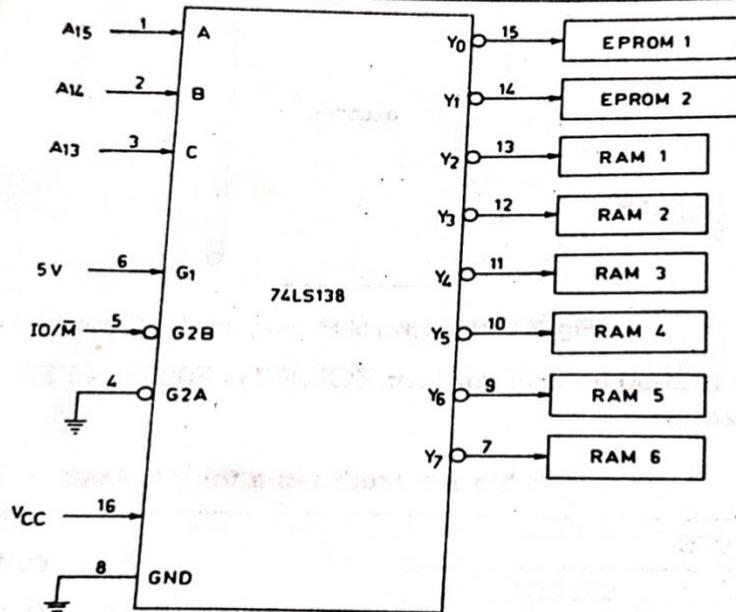 A15 1 A Y0 15 EPROM 1
A14 2 B Y1 14 EPROM 2
A13 3 C Y2 13 RAM 1
Y3 12 RAM 2
5V 6 G1 Y4 11 RAM 3
74LS138
IO/M̅ 5 G2B Y5 10 RAM 4
4 G2A Y6 9 RAM 5
Y7 7 RAM 6
VCC 16
8 GND